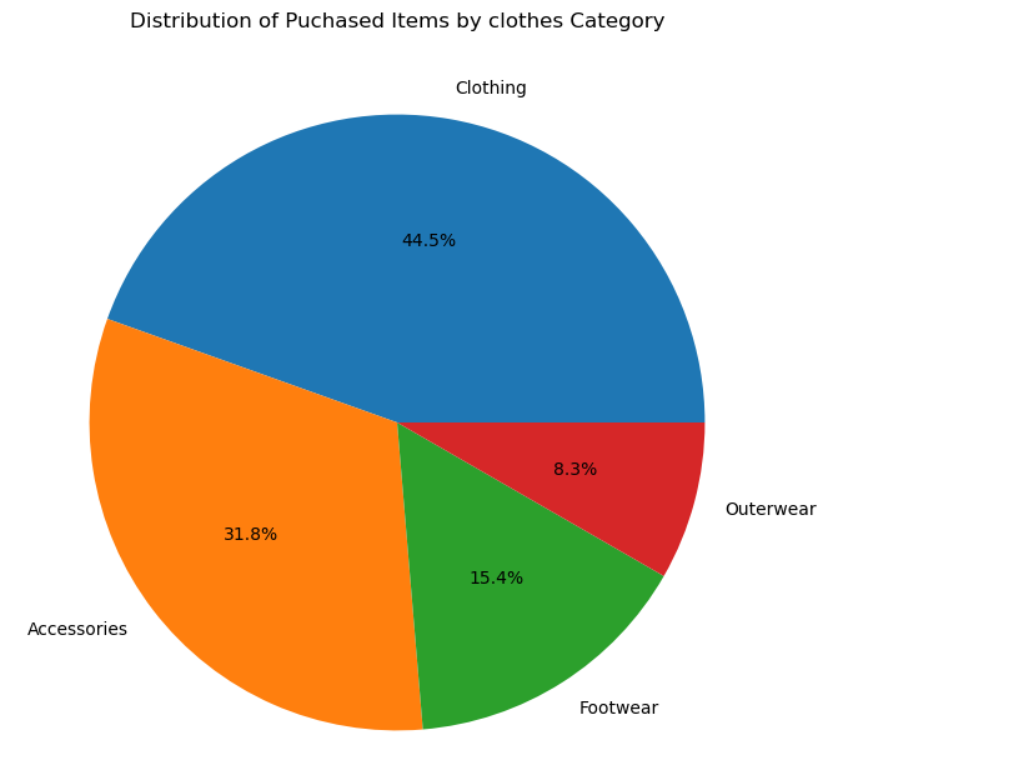 Distribution of Puchased Items by clothes Category
Clothing
44.5%
31.8%
8.3%
15.4%
Outerwear
Accessories
Footwear